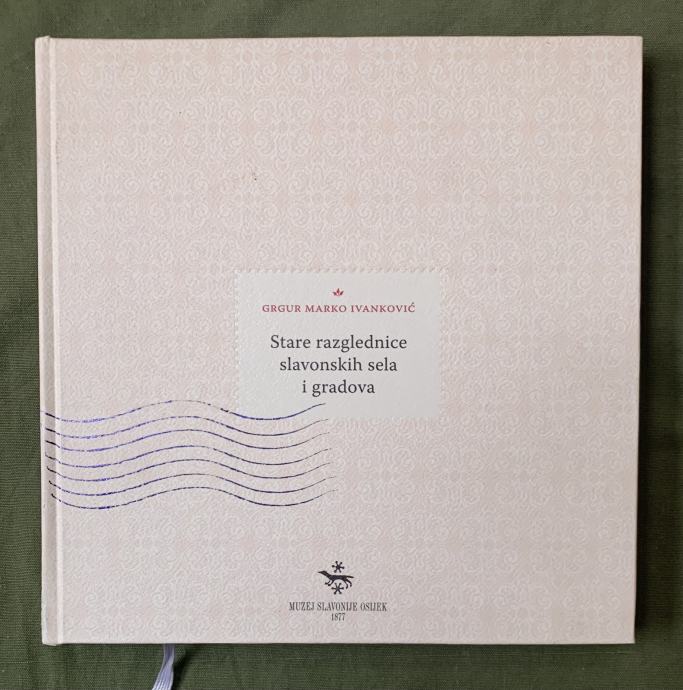 GRGUR MARKO IVANKOVIĆ
Stare razglednice
slavonskih sela
i gradova
MUZEJ SLAVONIJE OSIJEK
1877